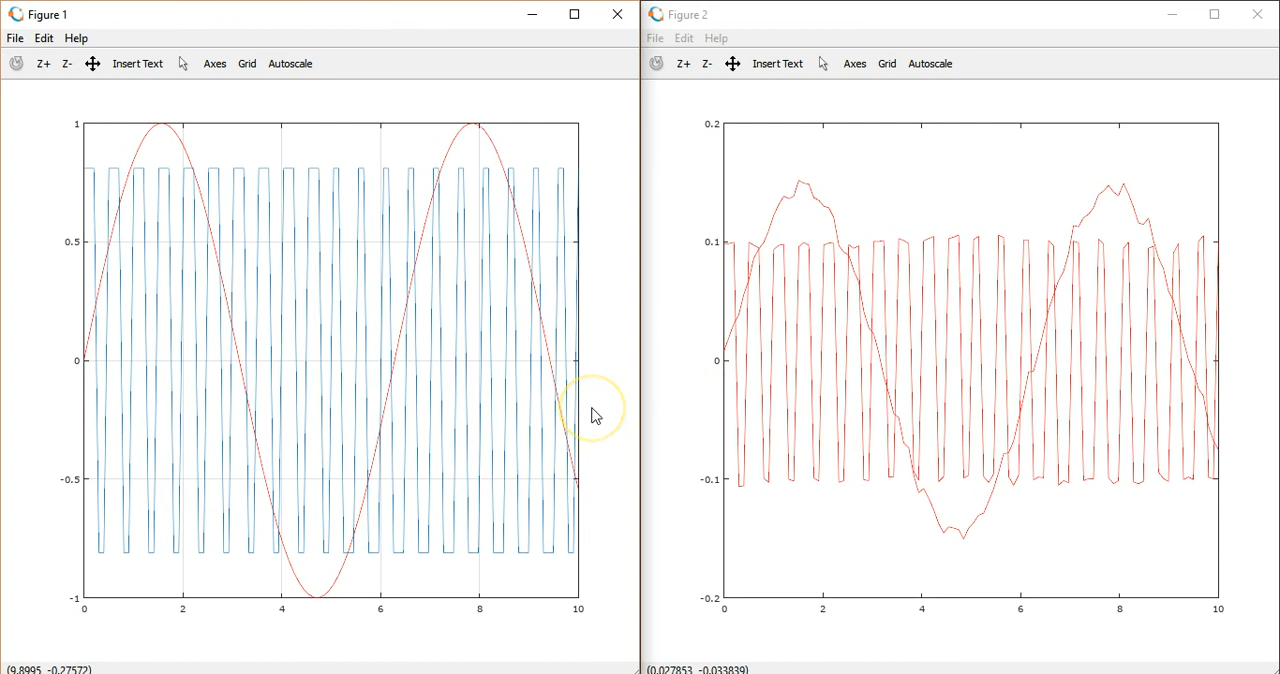 Figure 1
File Edit Help
Z+ Z- Insert Text Axes Grid Autoscale
1
0.5
0
-0.5
-1
0 2 4 6 8 10
(9.8995, -0.27572)
Figure 2
File Edit Help
Z+ Z- Insert Text Axes Grid Autoscale
0.2
0.1
0
-0.1
-0.2
0 2 4 6 8 10
(0.027853, -0.033839)